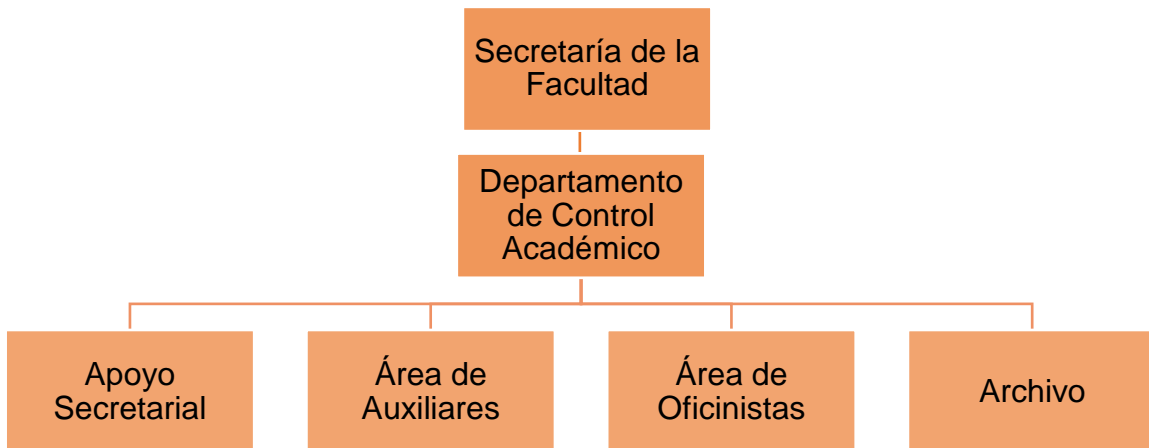 Secretaría de la
Facultad
Departamento
de Control
Académico
Apoyo
Secretarial
Área de
Auxiliares
Área de
Oficinistas
Archivo